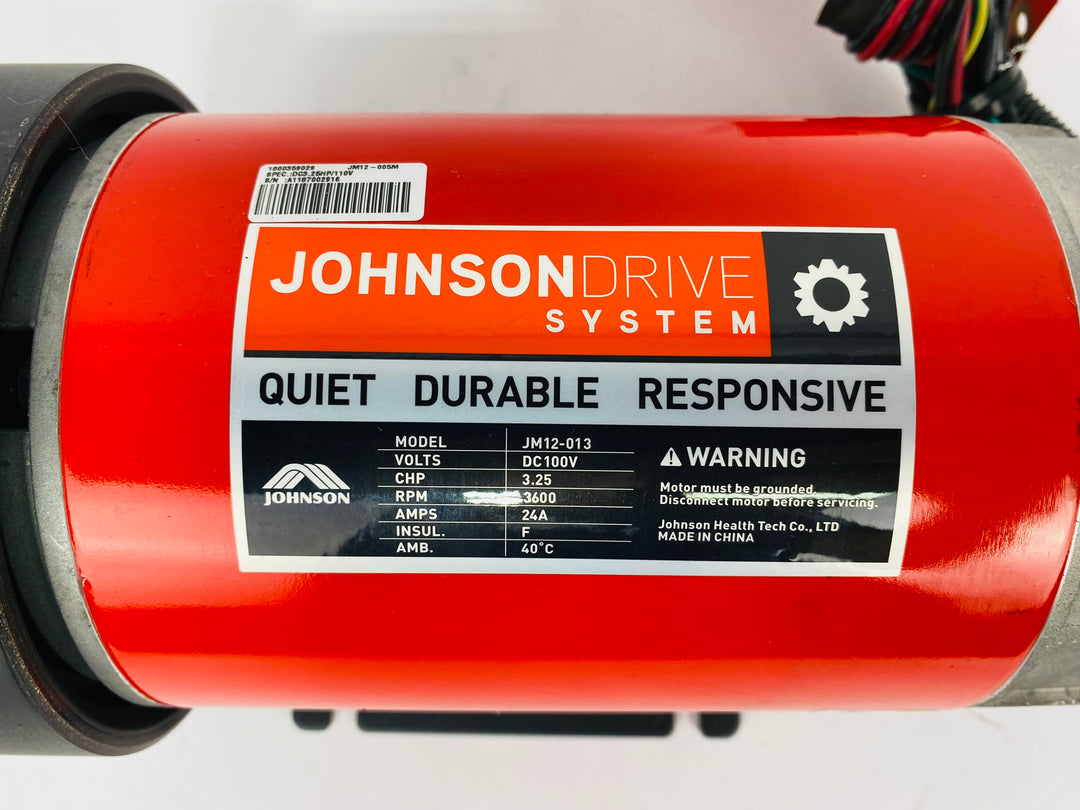 1000359029 JM12-005M
SPEC.:DC3.25HP/110V
S/N :A1167002916
JOHNSONDRIVE
SYSTEM
QUIET DURABLE RESPONSIVE
JOHNSON
MODEL JM12-013
VOLTS DC100V
CHP 3.25
RPM 3600
AMPS 24A
INSUL. F
AMB. 40°C
WARNING
Motor must be grounded.
Disconnect motor before servicing.
Johnson Health Tech Co., LTD
MADE IN CHINA